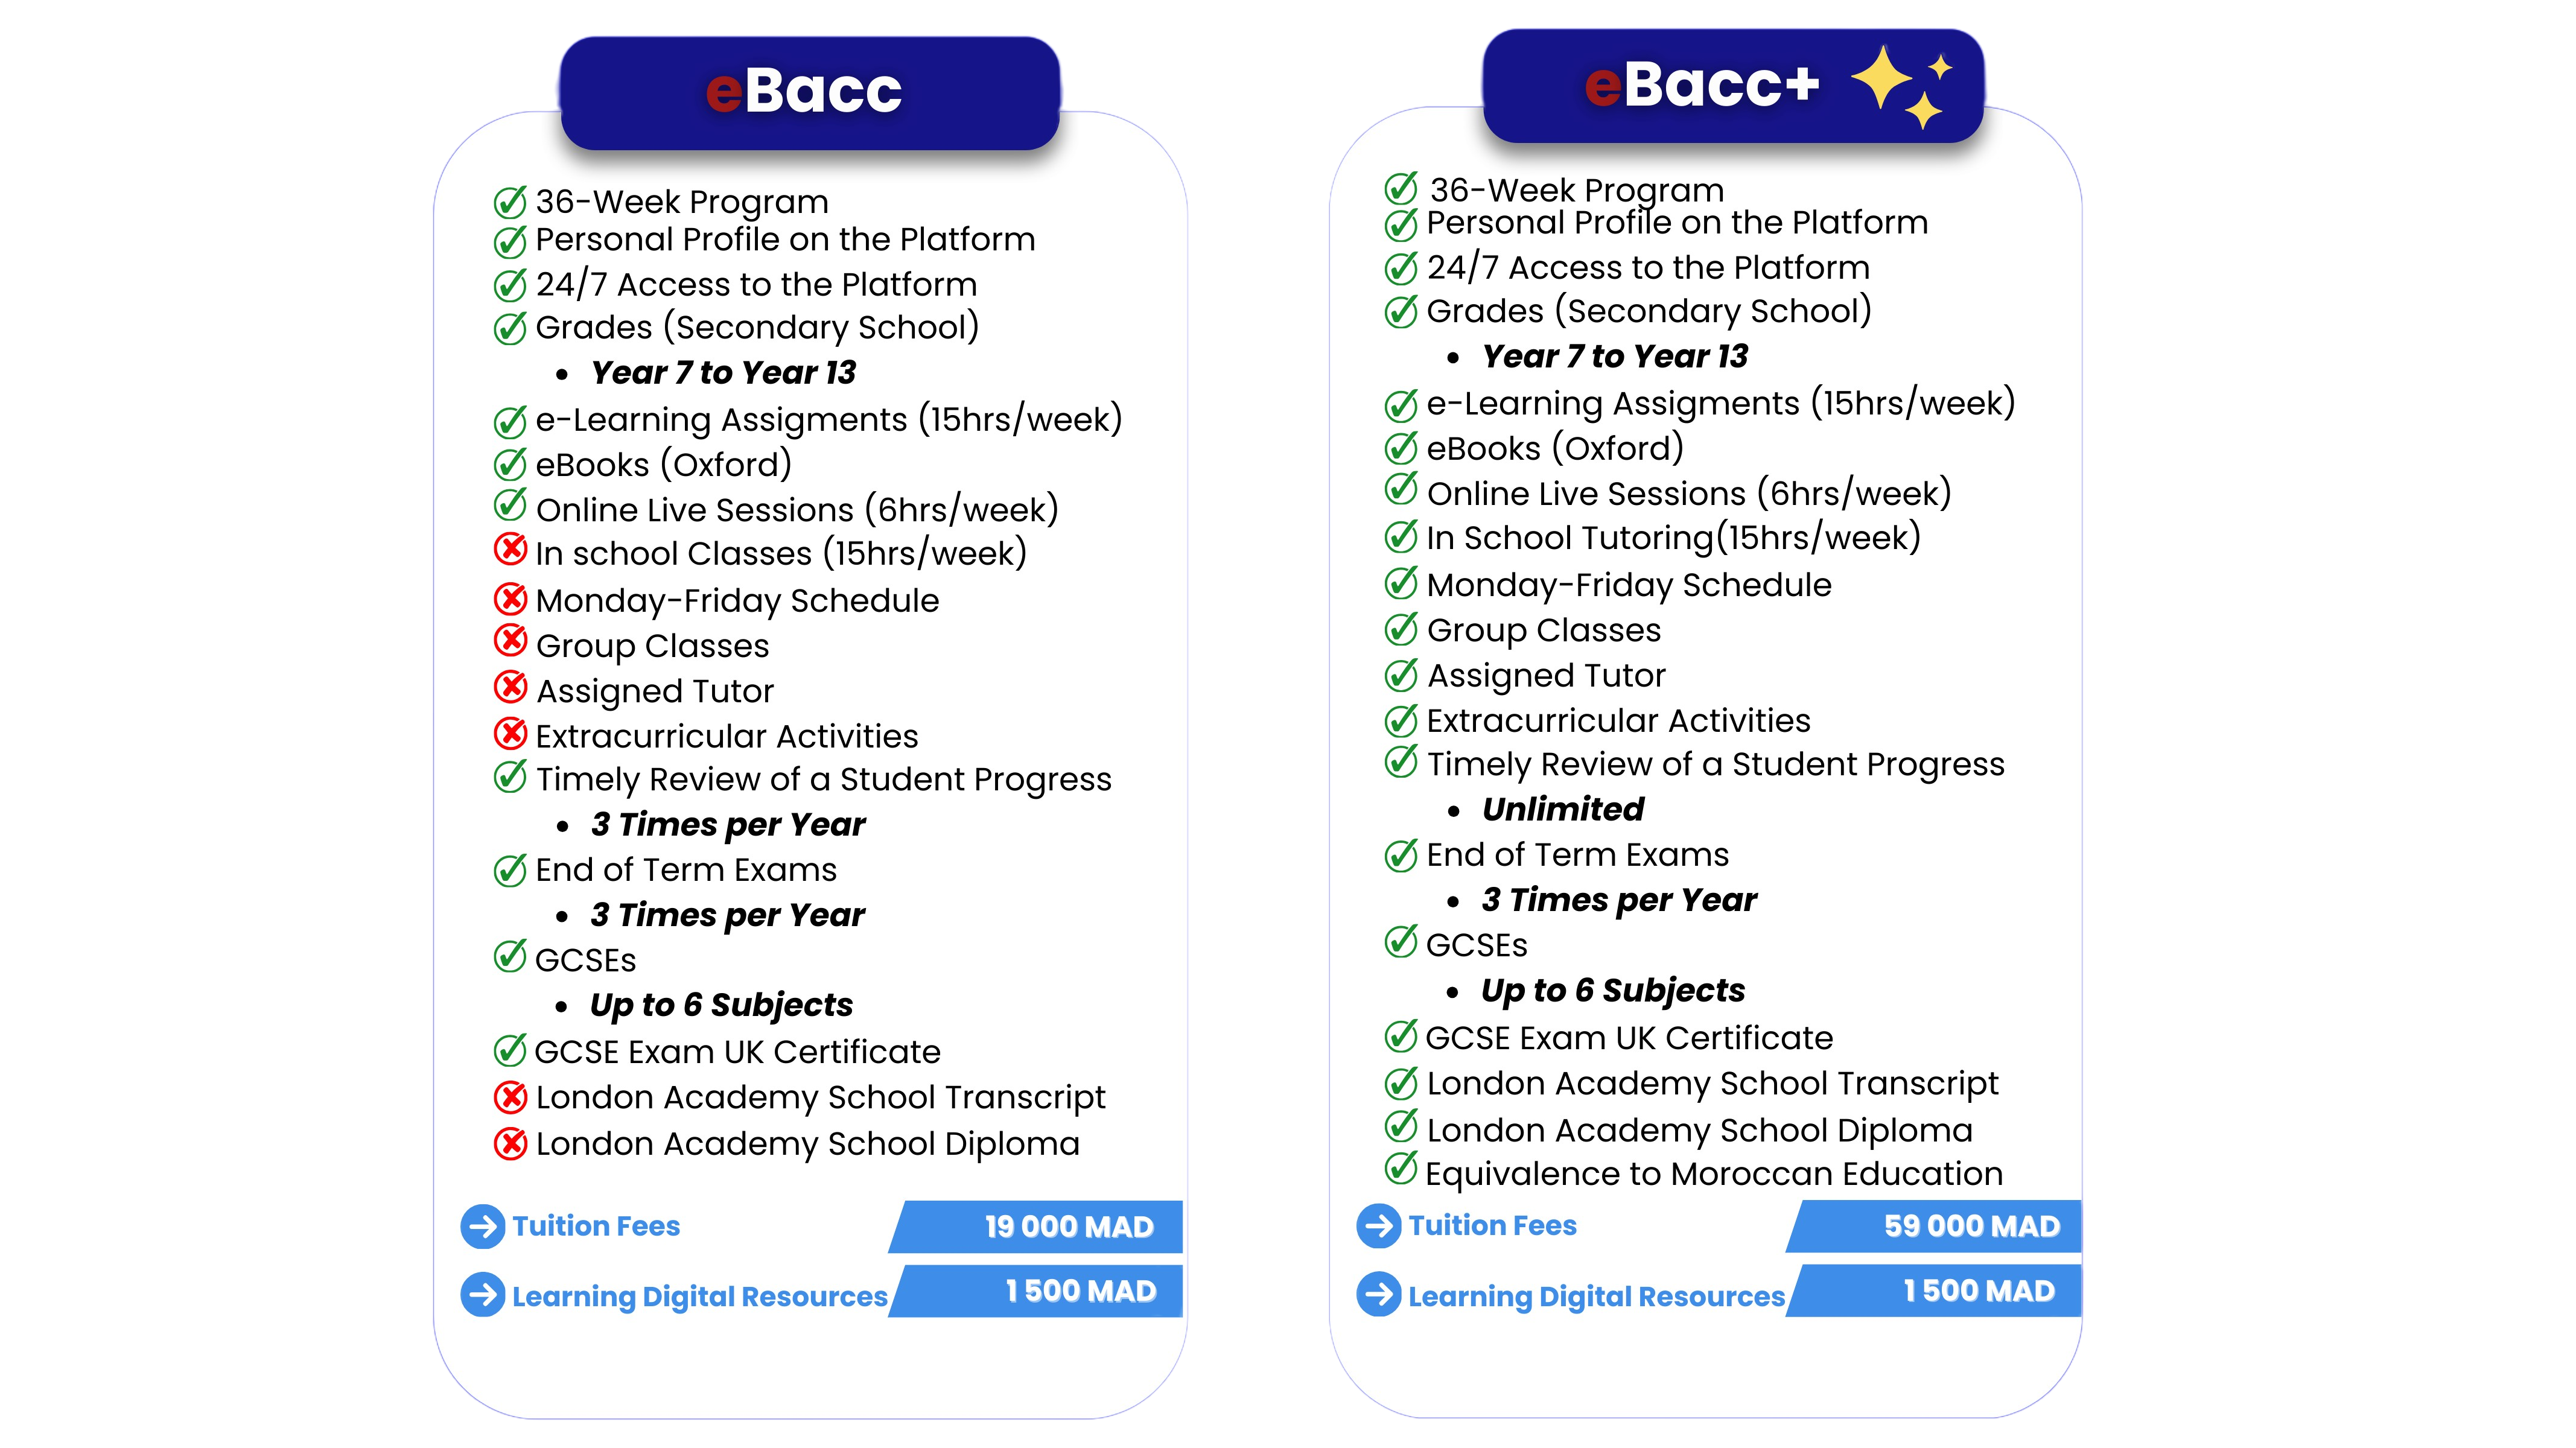 eBacc
36-Week Program
Personal Profile on the Platform
24/7 Access to the Platform
Grades (Secondary School)
• Year 7 to Year 13
e-Learning Assigments (15hrs/week)
eBooks (Oxford)
Online Live Sessions (6hrs/week)
In school Classes (15hrs/week)
Monday-Friday Schedule
Group Classes
Assigned Tutor
Extracurricular Activities
Timely Review of a Student Progress
• 3 Times per Year
End of Term Exams
• 3 Times per Year
GCSEs
• Up to 6 Subjects
GCSE Exam UK Certificate
London Academy School Transcript
London Academy School Diploma
Tuition Fees 19 000 MAD
Learning Digital Resources 1 500 MAD
eBacc+
36-Week Program
Personal Profile on the Platform
24/7 Access to the Platform
Grades (Secondary School)
• Year 7 to Year 13
e-Learning Assigments (15hrs/week)
eBooks (Oxford)
Online Live Sessions (6hrs/week)
In School Tutoring(15hrs/week)
Monday-Friday Schedule
Group Classes
Assigned Tutor
Extracurricular Activities
Timely Review of a Student Progress
• Unlimited
End of Term Exams
• 3 Times per Year
GCSEs
• Up to 6 Subjects
GCSE Exam UK Certificate
London Academy School Transcript
London Academy School Diploma
Equivalence to Moroccan Education
Tuition Fees 59 000 MAD
Learning Digital Resources 1 500 MAD